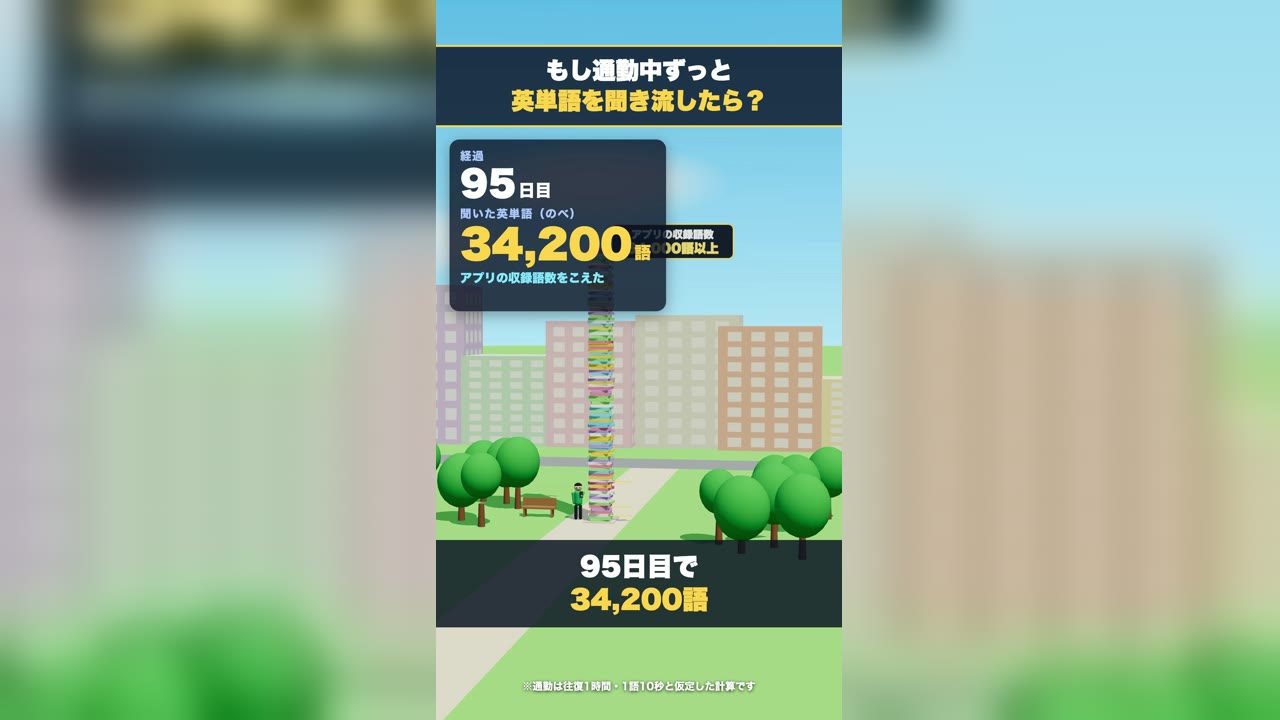 もし通勤中ずっと
英単語を聞き流したら？
経過
95日目
聞いた英単語（のべ）
34,200語
アプリの収録語数をこえた
アプリの収録語数
000語以上
95日目で
34,200語
※通勤は往復1時間・1語10秒と仮定した計算です